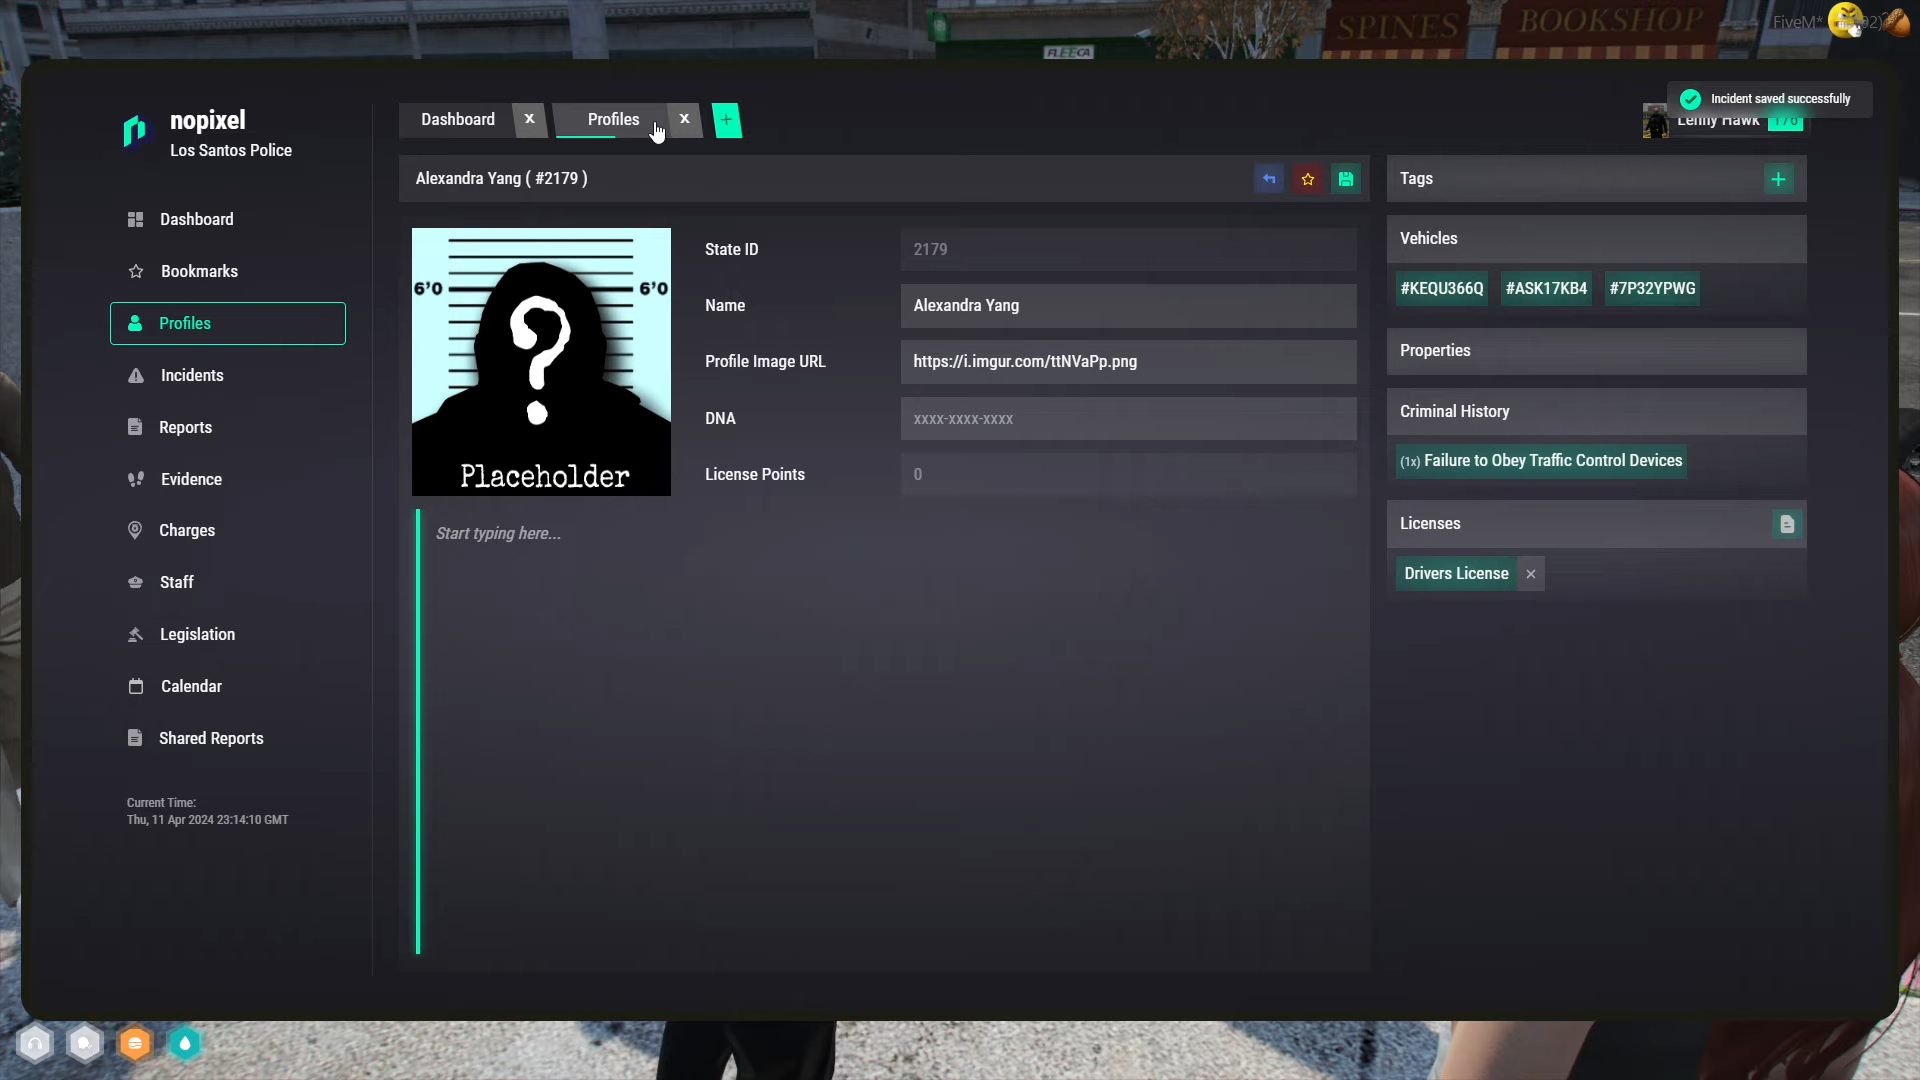 SPINES BOOKSHOP
FLEECA
FiveM*
nopixel
Los Santos Police
Dashboard x
Profiles x
+
Incident saved successfully
Lenny Hawk 176
Alexandra Yang ( #2179 )
Dashboard
Bookmarks
Profiles
Incidents
Reports
Evidence
Charges
Staff
Legislation
Calendar
Shared Reports
Current Time:
Thu, 11 Apr 2024 23:14:10 GMT
6'0 6'0
Placeholder
State ID 2179
Name Alexandra Yang
Profile Image URL https://i.imgur.com/ttNVaPp.png
DNA xxxx-xxxx-xxxx
License Points 0
Start typing here...
Tags +
Vehicles
#KEQU366Q #ASK17KB4 #7P32YPWG
Properties
Criminal History
(1x) Failure to Obey Traffic Control Devices
Licenses
Drivers License ×